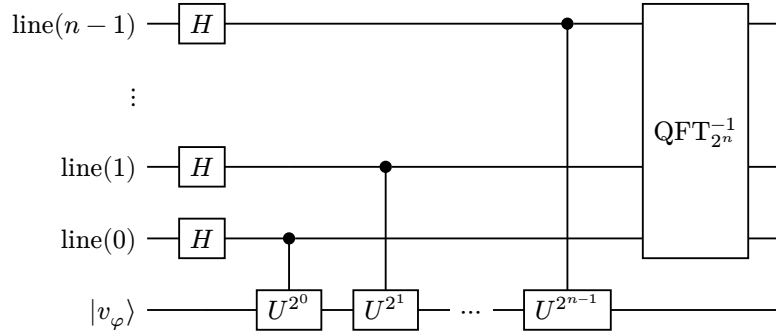 line(n − 1) H
⋮
QFT⁻¹₂ₙ
line(1) H
line(0) H
|v_φ⟩ U^{2^0} U^{2^1} ... U^{2^{n−1}}